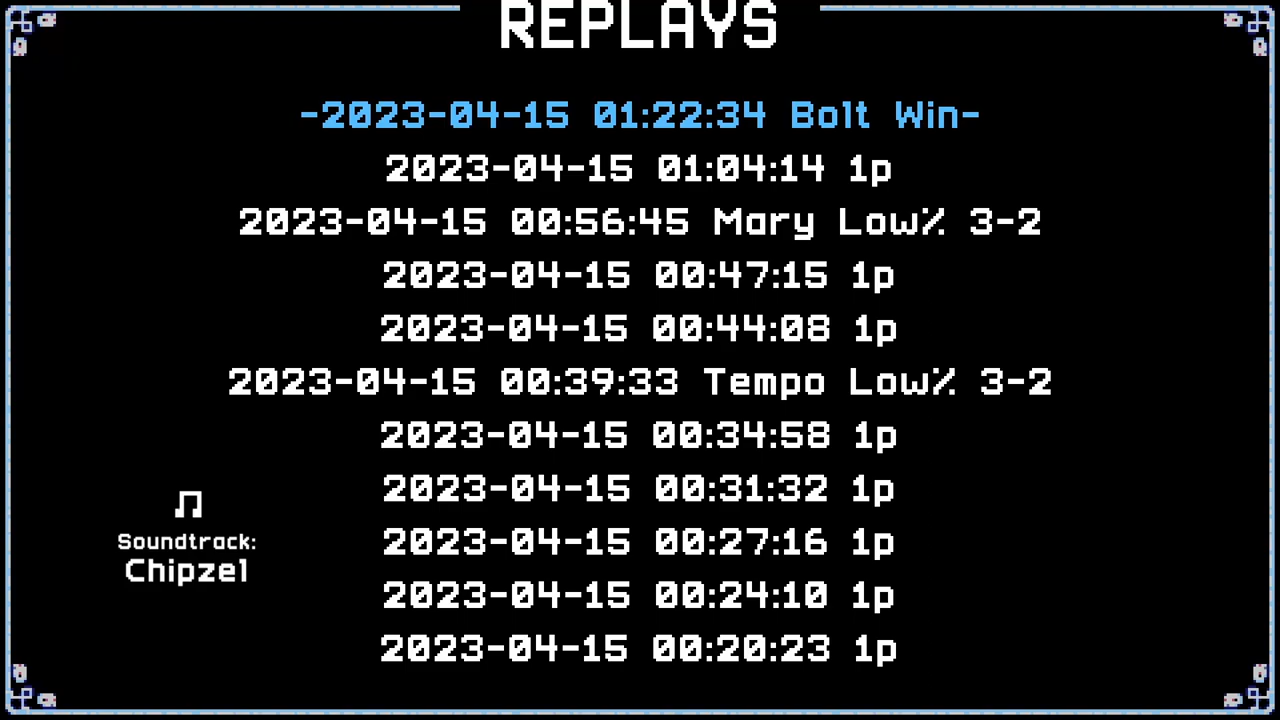 REPLAYS
-2023-04-15 01:22:34 Bolt Win-
2023-04-15 01:04:14 1p
2023-04-15 00:56:45 Mary Low% 3-2
2023-04-15 00:47:15 1p
2023-04-15 00:44:08 1p
2023-04-15 00:39:33 Tempo Low% 3-2
2023-04-15 00:34:58 1p
2023-04-15 00:31:32 1p
2023-04-15 00:27:16 1p
2023-04-15 00:24:10 1p
2023-04-15 00:20:23 1p
Soundtrack:
Chipzel